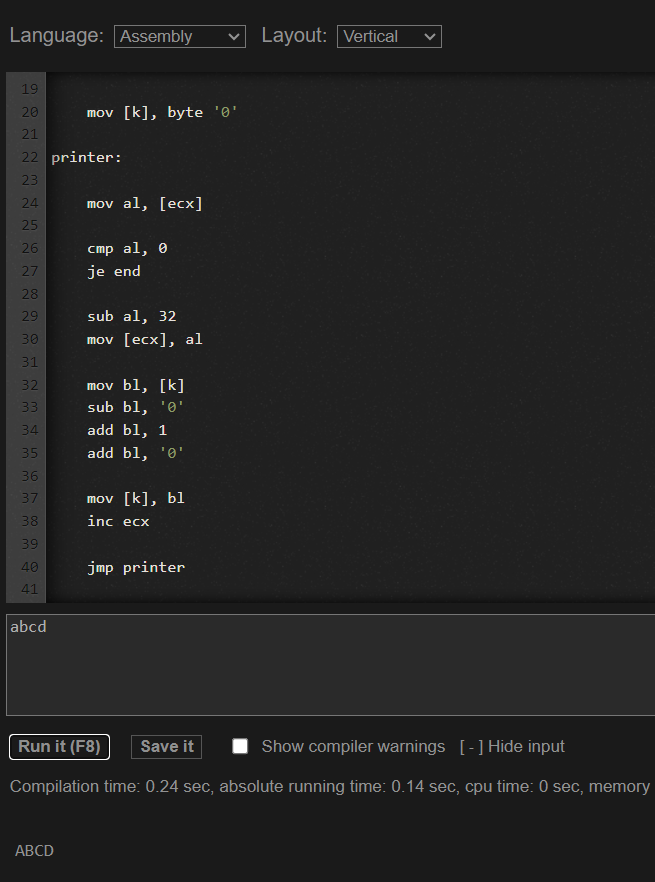 Language: Assembly Layout: Vertical
19
20 mov [k], byte '0'
21
22 printer:
23
24 mov al, [ecx]
25
26 cmp al, 0
27 je end
28
29 sub al, 32
30 mov [ecx], al
31
32 mov bl, [k]
33 sub bl, '0'
34 add bl, 1
35 add bl, '0'
36
37 mov [k], bl
38 inc ecx
39
40 jmp printer
41
abcd
Run it (F8) Save it Show compiler warnings [ - ] Hide input
Compilation time: 0.24 sec, absolute running time: 0.14 sec, cpu time: 0 sec, memory
ABCD